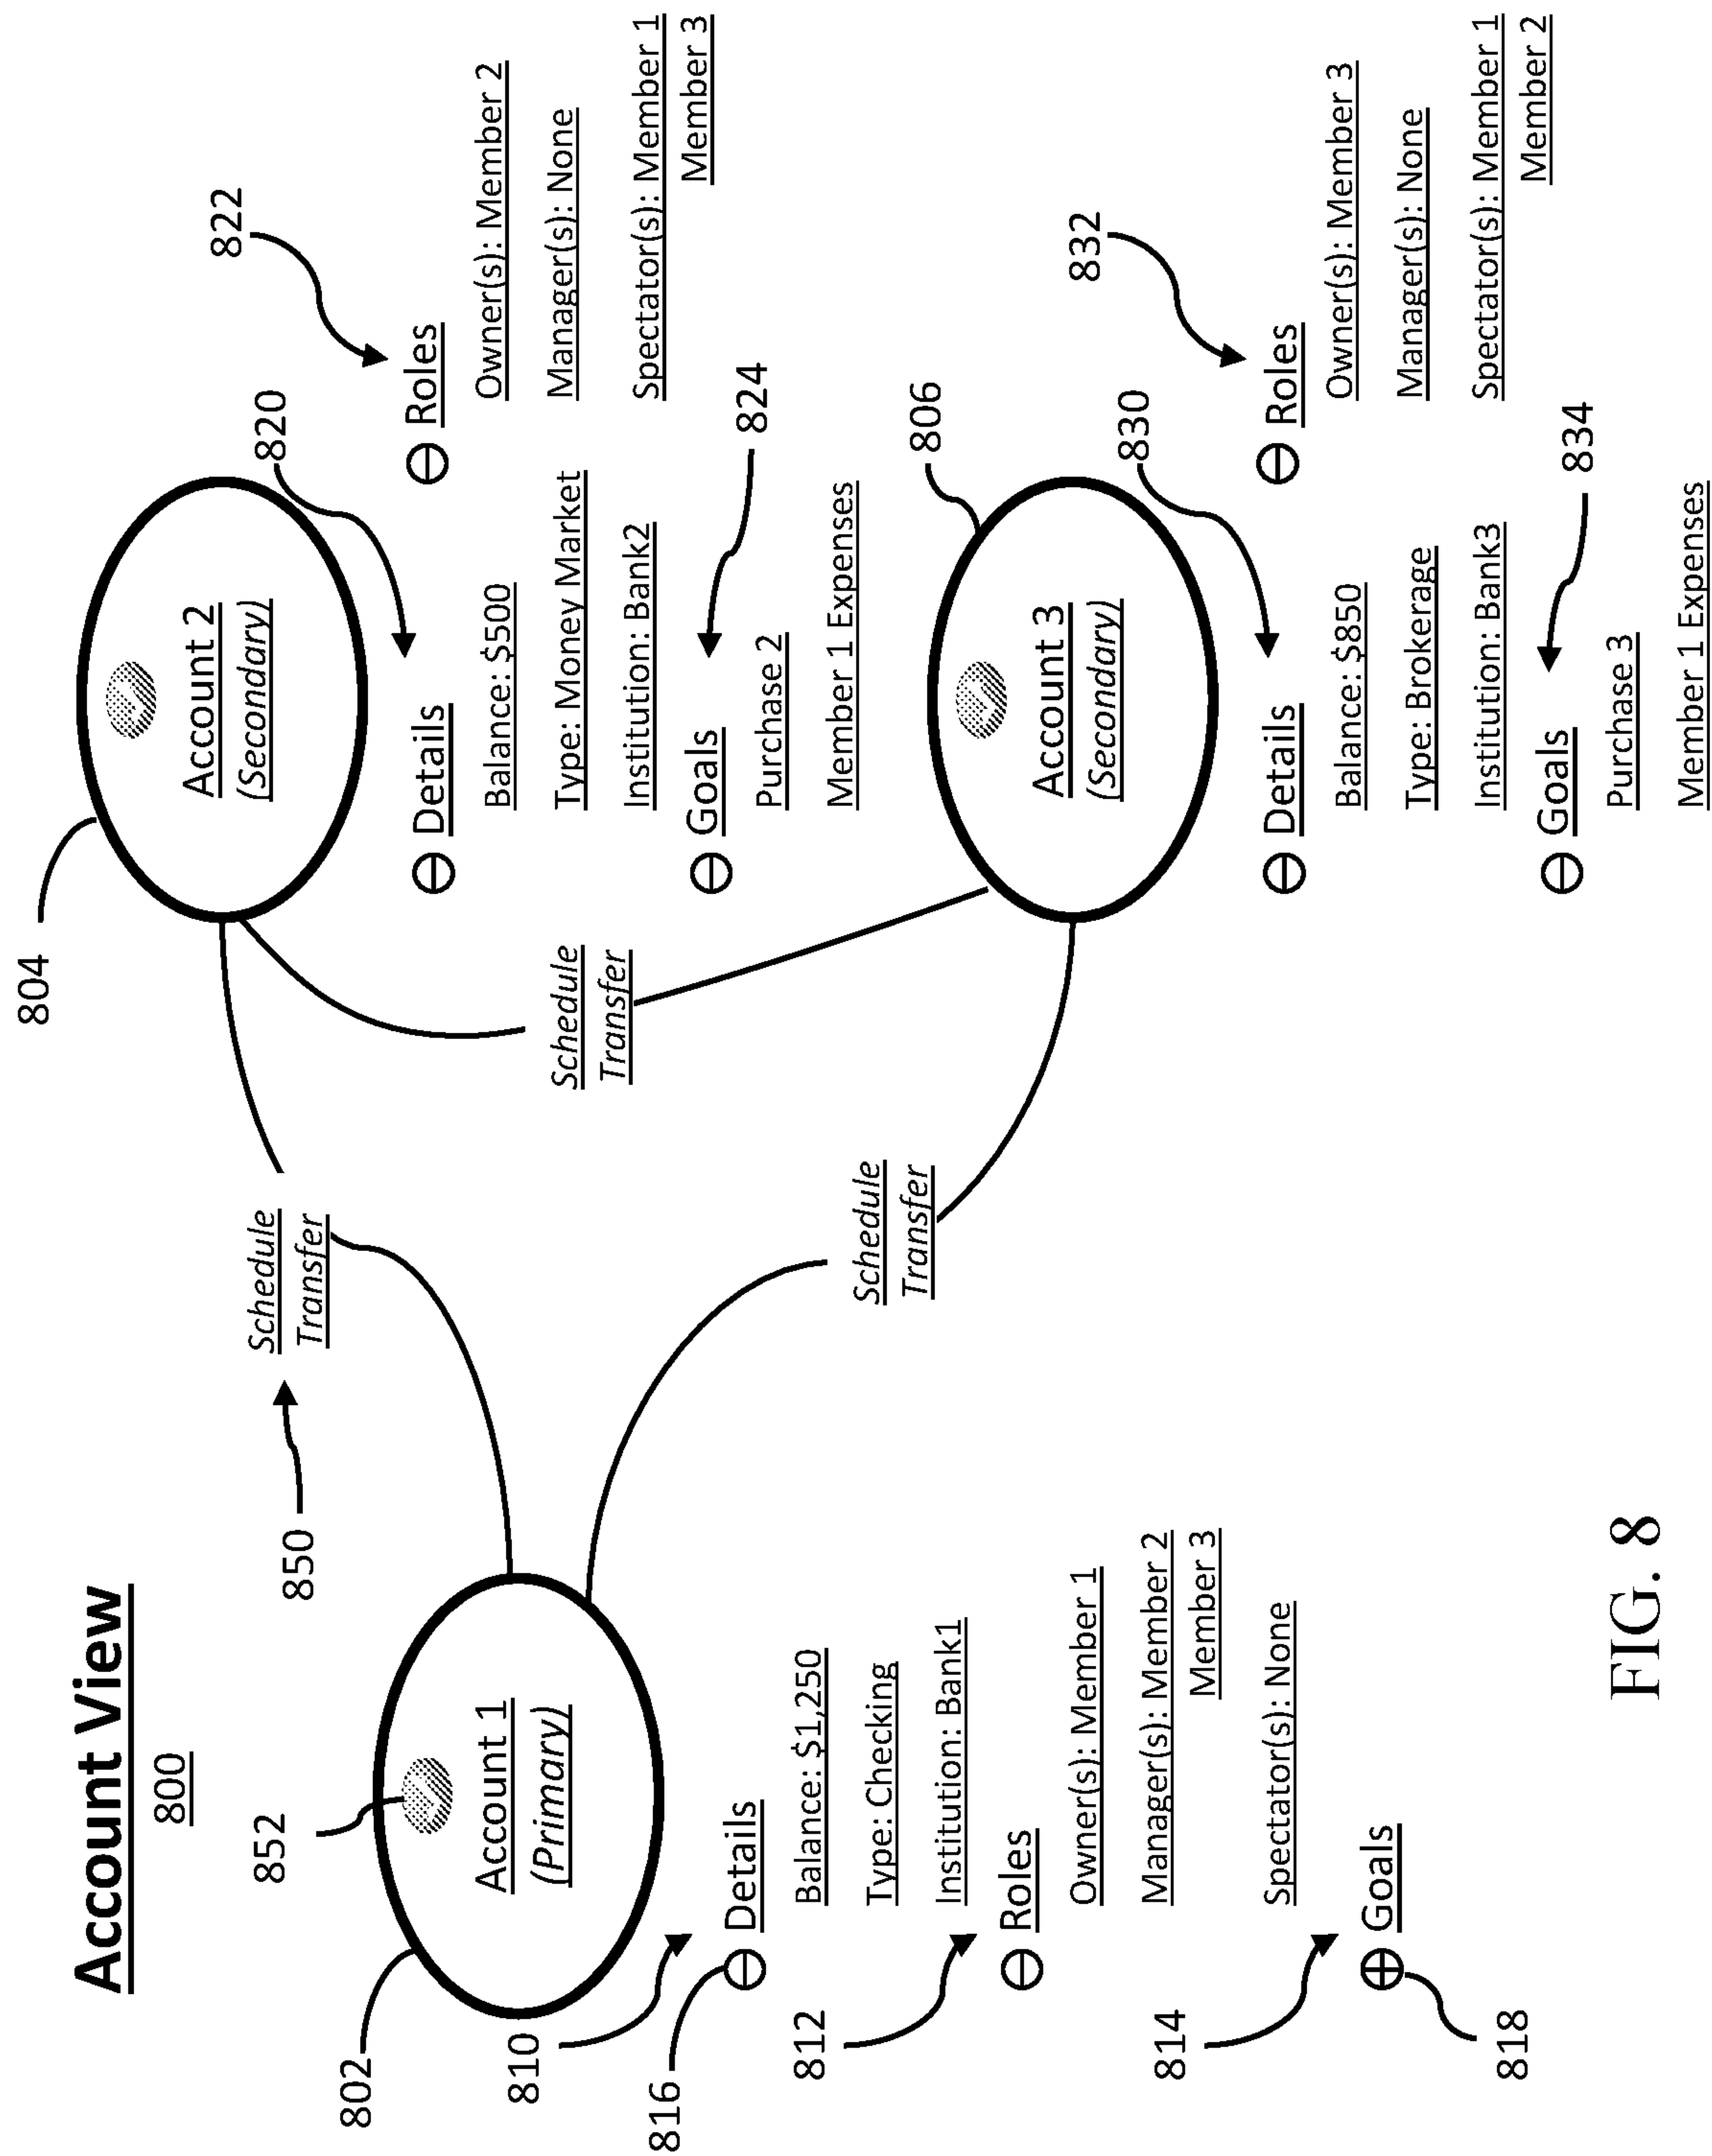 Account View
800
852
802
Account 1
(Primary)
810
816
Details
Balance: $1,250
Type: Checking
Institution: Bank1
812
Roles
Owner(s): Member 1
Manager(s): Member 2
Member 3
Spectator(s): None
814
Goals
818
850
Schedule
Transfer
Schedule
Transfer
Schedule
Transfer
804
Account 2
(Secondary)
820
822
Details
Balance: $500
Type: Money Market
Institution: Bank2
Roles
Owner(s): Member 2
Manager(s): None
Spectator(s): Member 1
Member 3
824
Goals
Purchase 2
Member 1 Expenses
806
Account 3
(Secondary)
830
832
Details
Balance: $850
Type: Brokerage
Institution: Bank3
Roles
Owner(s): Member 3
Manager(s): None
Spectator(s): Member 1
Member 2
834
Goals
Purchase 3
Member 1 Expenses
FIG. 8